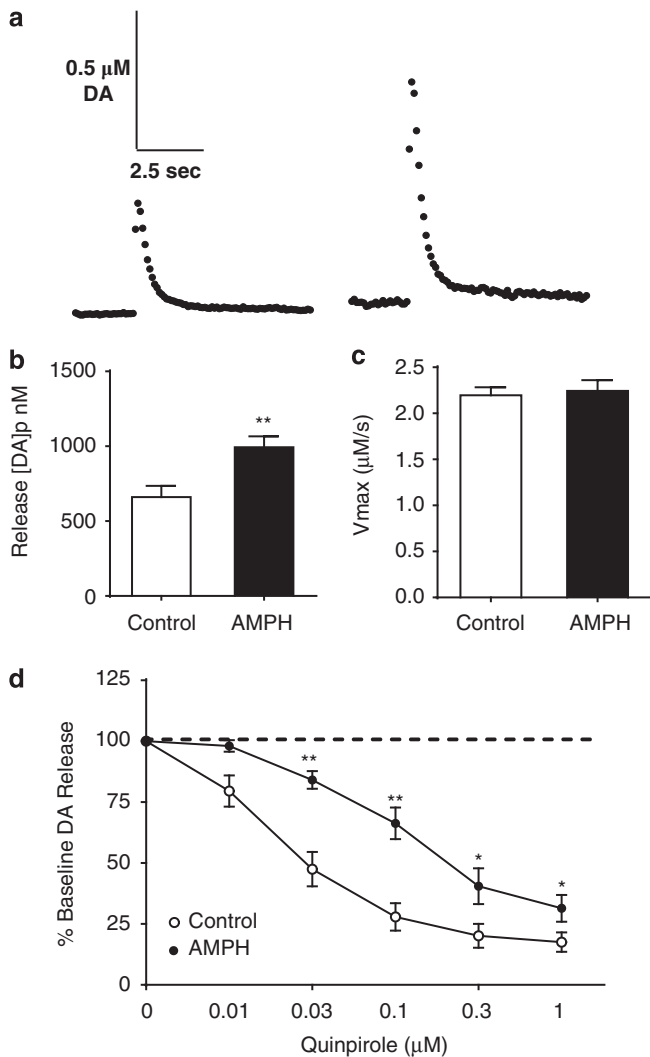 a
0.5 μM
DA
2.5 sec
b
Release [DA]p nM
1500
1000
500
0
**
Control
AMPH
c
Vmax (μM/s)
2.5
2.0
1.5
1.0
0.5
0.0
Control
AMPH
d
% Baseline DA Release
125
100
75
50
25
0
**
**
*
*
Control
AMPH
0
0.01
0.03
0.1
0.3
1
Quinpirole (μM)